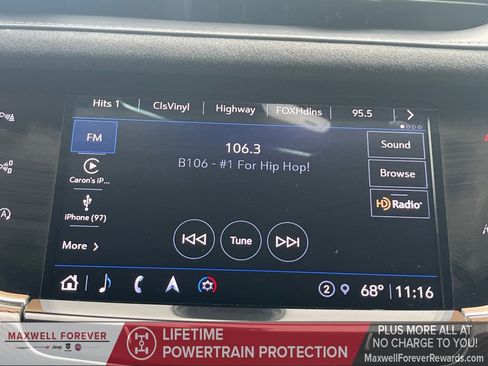 Hits 1 ClsVinyl Highway FOXHdlns 95.5
FM
106.3
B106 - #1 For Hip Hop!
Sound
Caron's iP...
Browse
iPhone (97)
HD Radio
More
Tune
2 68° 11:16
MAXWELL FOREVER
LIFETIME
POWERTRAIN PROTECTION
PLUS MORE ALL AT
NO CHARGE TO YOU!
MaxwellForeverRewards.com